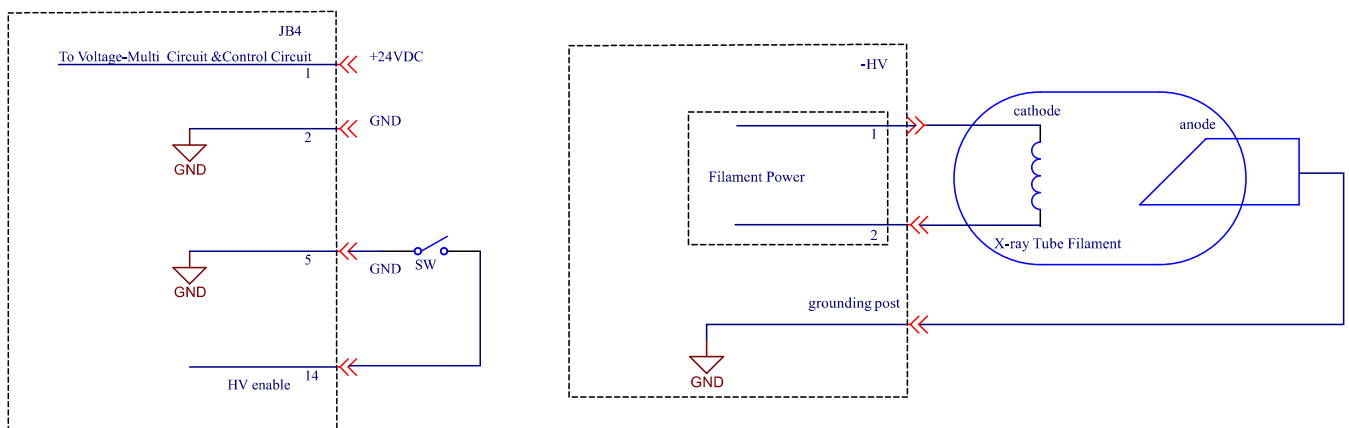 JB4
To Voltage-Multi Circuit &Control Circuit
1
+24VDC
2
GND
GND
5
GND
SW
GND
HV enable
14
-HV
1
Filament Power
2
cathode
anode
X-ray Tube Filament
grounding post
GND